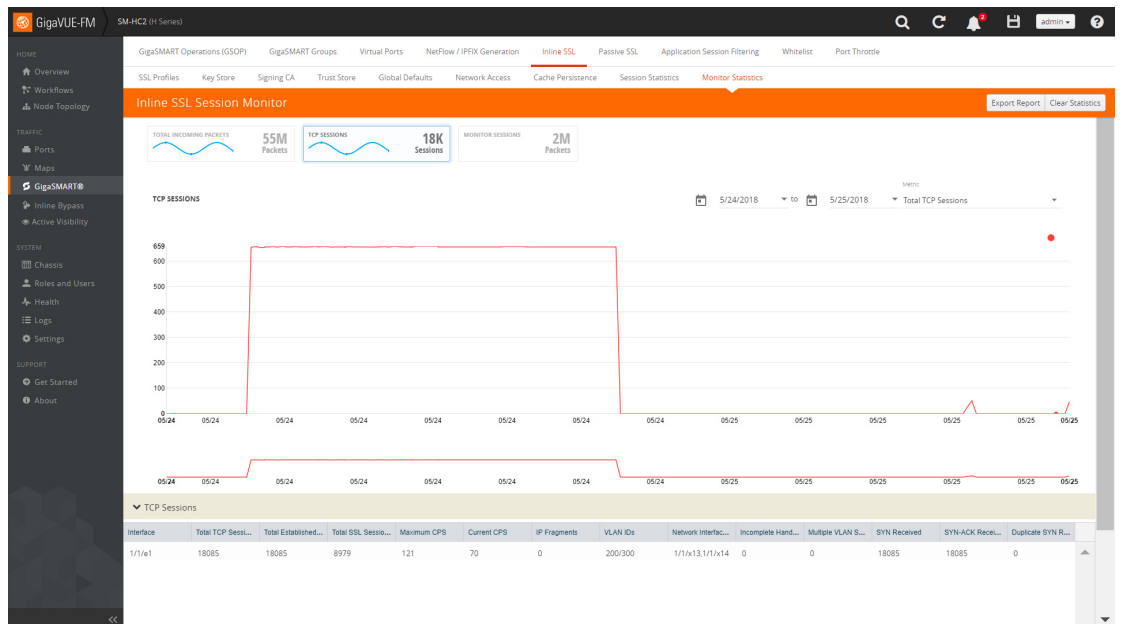 GigaVUE-FM SM-HC2 (H Series) 2 admin ?
HOME
Overview
Workflows
Node Topology
TRAFFIC
Ports
Maps
GigaSMART®
Inline Bypass
Active Visibility
SYSTEM
Chassis
Roles and Users
Health
Logs
Settings
SUPPORT
Get Started
About
<<
GigaSMART Operations (GSOP) GigaSMART Groups Virtual Ports NetFlow / IPFIX Generation Inline SSL Passive SSL Application Session Filtering Whitelist Port Throttle
SSL Profiles Key Store Signing CA Trust Store Global Defaults Network Access Cache Persistence Session Statistics Monitor Statistics
Inline SSL Session Monitor Export Report Clear Statistics
TOTAL INCOMING PACKETS 55M Packets
TCP SESSIONS 18K Sessions
MONITOR SESSIONS 2M Packets
Metric
TCP SESSIONS 5/24/2018 to 5/25/2018 Total TCP Sessions
659
600
500
400
300
200
100
0
05/24 05/24 05/24 05/24 05/24 05/24 05/24 05/24 05/25 05/25 05/25 05/25 05/25 05/25
05/24 05/24 05/24 05/24 05/24 05/24 05/24 05/24 05/25 05/25 05/25 05/25 05/25 05/25
TCP Sessions
Interface Total TCP Sessi... Total Established... Total SSL Sessio... Maximum CPS Current CPS IP Fragments VLAN IDs Network Interfac... Incomplete Hand... Multiple VLAN S... SYN Received SYN-ACK Recei... Duplicate SYN R...
1/1/e1 18085 18085 8979 121 70 0 200/300 1/1/x13,1/1/x14 0 0 18085 18085 0